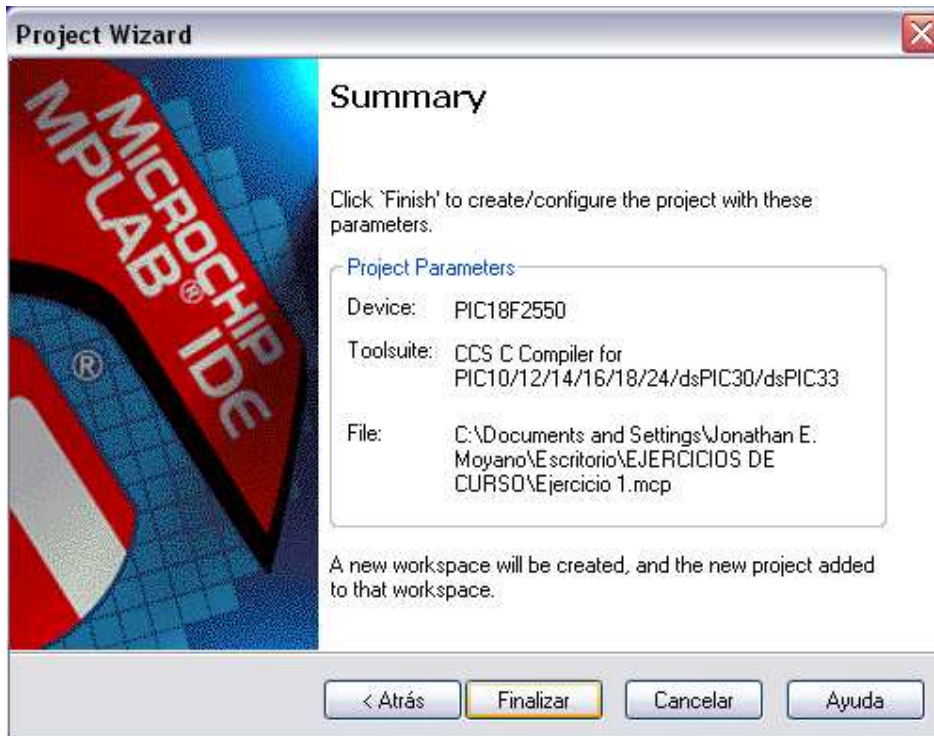 Project Wizard
MICROCHIP
MPLAB® IDE
®
Summary
Click `Finish' to create/configure the project with these
parameters.
Project Parameters
Device: PIC18F2550
Toolsuite: CCS C Compiler for
PIC10/12/14/16/18/24/dsPIC30/dsPIC33
File: C:\Documents and Settings\Jonathan E.
Moyano\Escritorio\EJERCICIOS DE
CURSO\Ejercicio 1.mcp
A new workspace will be created, and the new project added
to that workspace.
< Atrás Finalizar Cancelar Ayuda